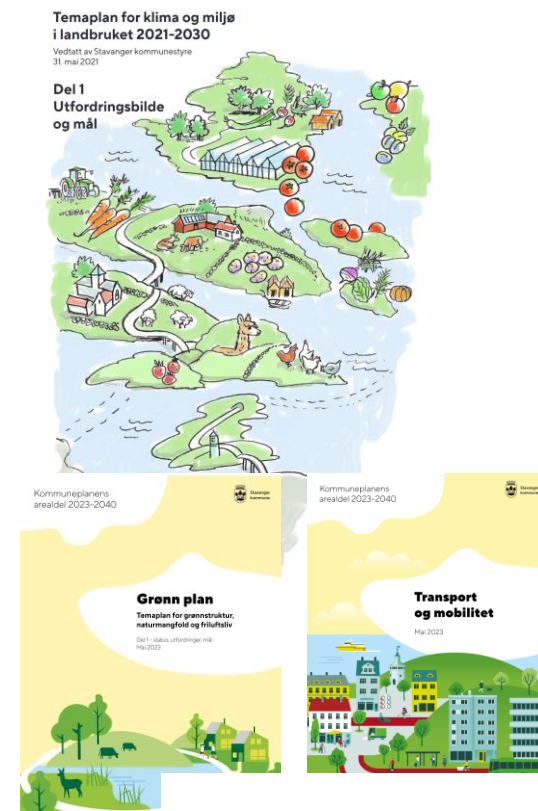 Temaplan for klima og miljø
i landbruket 2021-2030
Vedtatt av Stavanger kommunestyre
31. mai 2021
Del 1
Utfordringsbilde
og mål
Kommuneplanens
arealdel 2023–2040
Stavanger
kommune
Grønn plan
Temaplan for grønnstruktur,
naturmangfold og friluftsliv
Del 1 - status, utfordringer, mål
Mai 2023
Kommuneplanens
arealdel 2023–2040
Stavanger
kommune
Transport
og mobilitet
Mai 2023